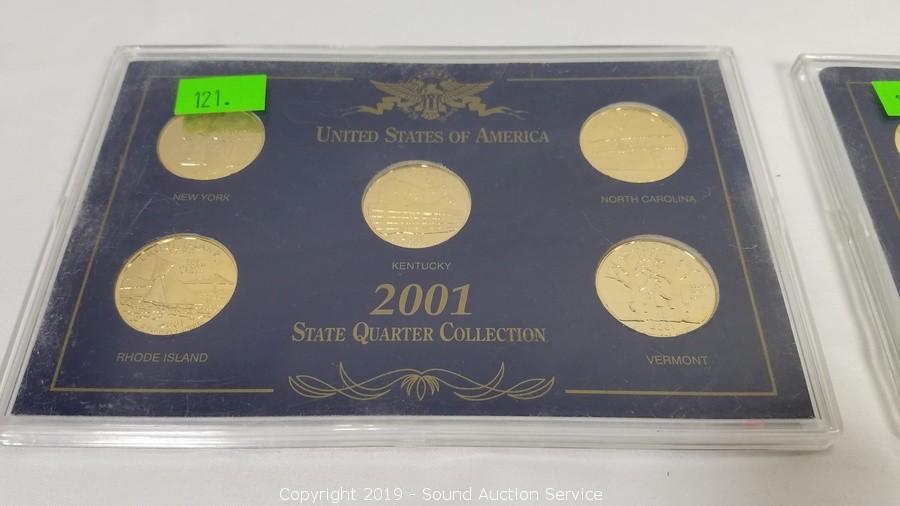 121.
UNITED STATES OF AMERICA
NEW YORK
NORTH CAROLINA
KENTUCKY
2001
STATE QUARTER COLLECTION
RHODE ISLAND
VERMONT
Copyright 2019 - Sound Auction Service